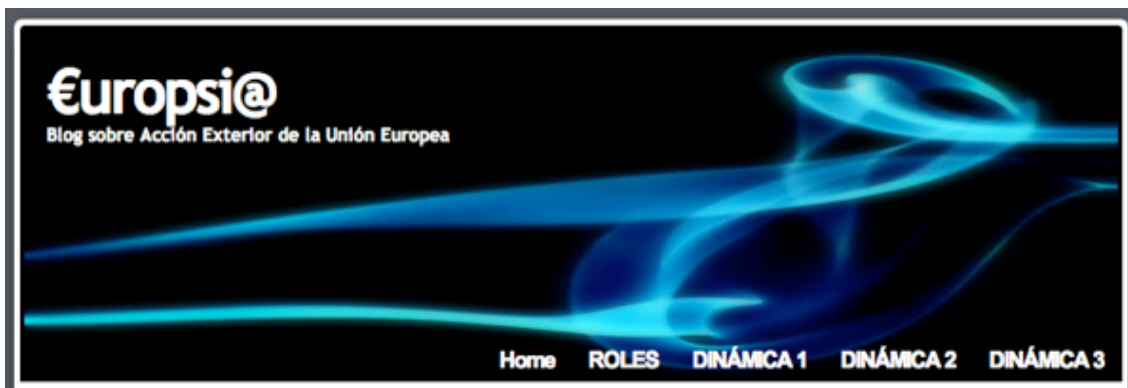 €uropsi@
Blog sobre Acción Exterior de la Unión Europea
Home ROLES DINÁMICA 1 DINÁMICA 2 DINÁMICA 3